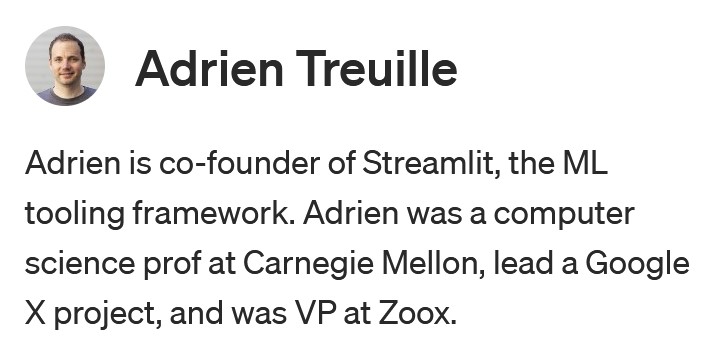 Adrien Treuille
Adrien is co-founder of Streamlit, the ML
tooling framework. Adrien was a computer
science prof at Carnegie Mellon, lead a Google
X project, and was VP at Zoox.